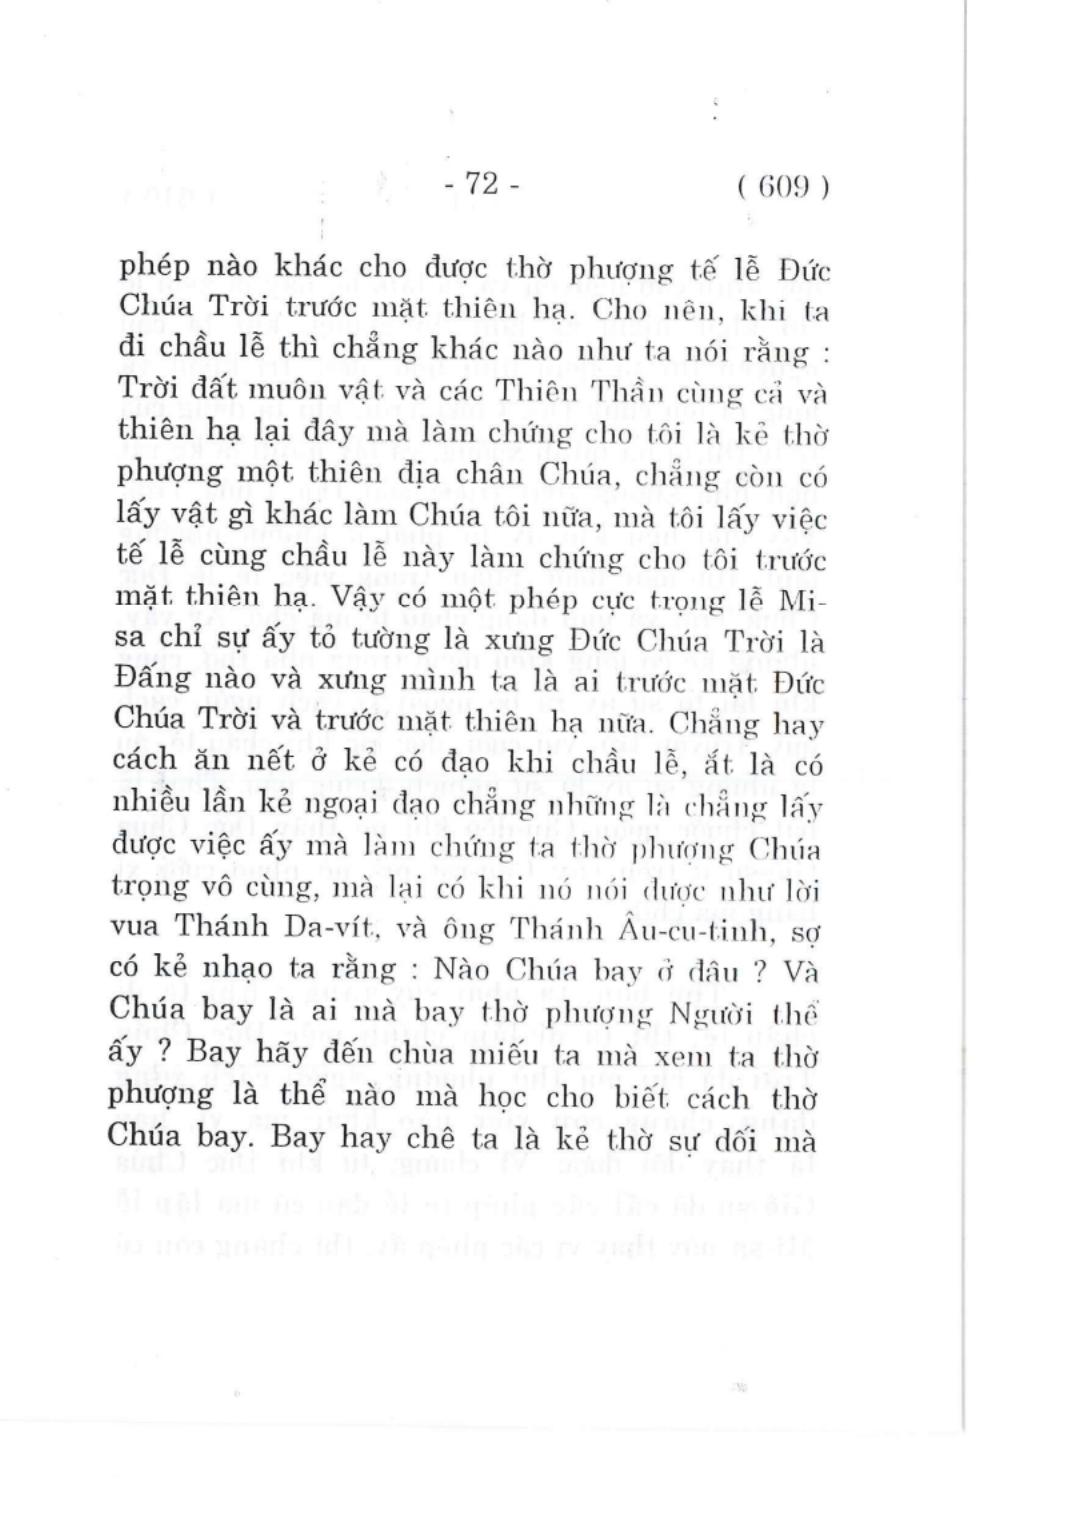 - 72 - ( 609 )
phép nào khác cho được thờ phượng tế lễ Đức
Chúa Trời trước mặt thiên hạ. Cho nên, khi ta
đi chầu lễ thì chẳng khác nào như ta nói rằng :
Trời đất muôn vật và các Thiên Thần cùng cả và
thiên hạ lại đây mà làm chứng cho tôi là kẻ thờ
phượng một thiên địa chân Chúa, chẳng còn có
lấy vật gì khác làm Chúa tôi nữa, mà tôi lấy việc
tế lễ cùng chầu lễ này làm chứng cho tôi trước
mặt thiên hạ. Vậy có một phép cực trọng lễ Mi-
sa chỉ sự ấy tỏ tường là xưng Đức Chúa Trời là
Đấng nào và xưng mình ta là ai trước mặt Đức
Chúa Trời và trước mặt thiên hạ nữa. Chẳng hay
cách ăn nết ở kẻ có đạo khi chầu lễ, ắt là có
nhiều lần kẻ ngoại đạo chẳng những là chẳng lấy
được việc ấy mà làm chứng ta thờ phượng Chúa
trọng vô cùng, mà lại có khi nó nói được như lời
vua Thánh Da-vít, và ông Thánh Âu-cu-tinh, sợ
có kẻ nhạo ta rằng : Nào Chúa bay ở đâu ? Và
Chúa bay là ai mà bay thờ phượng Người thể
ấy ? Bay hãy đến chùa miếu ta mà xem ta thờ
phượng là thể nào mà học cho biết cách thờ
Chúa bay. Bay hay chê ta là kẻ thờ sự dối mà